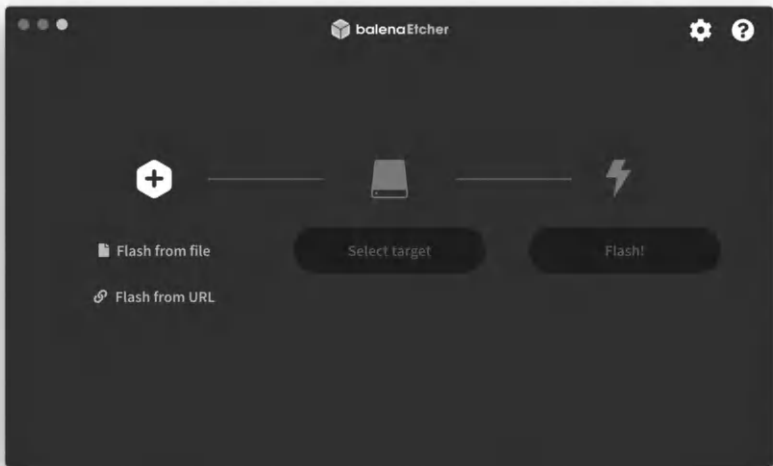 balenaEtcher
Flash from file
Select target
Flash!
Flash from URL